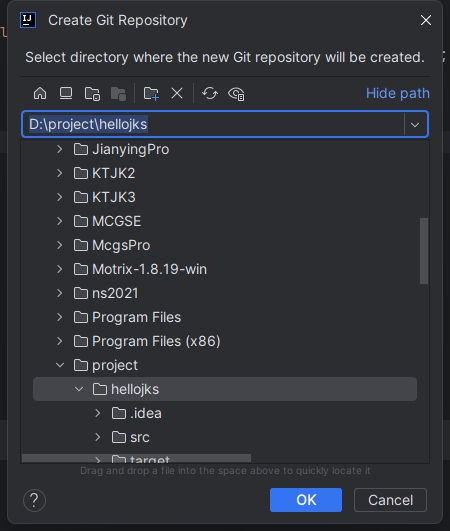 IJ
Create Git Repository
Select directory where the new Git repository will be created.
Hide path
D:\project\hellojks
JianyingPro
KTJK2
KTJK3
MCGSE
McgsPro
Motrix-1.8.19-win
ns2021
Program Files
Program Files (x86)
project
hellojks
.idea
src
target
Drag and drop a file into the space above to quickly locate it
?
OK
Cancel